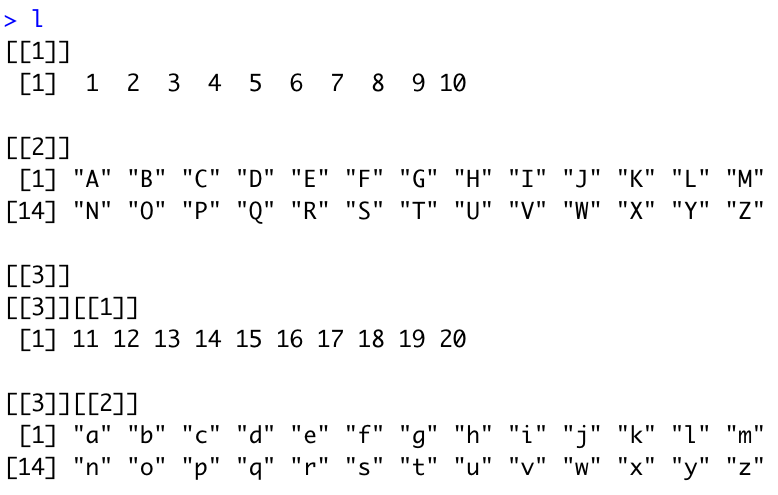 > l
[[1]]
 [1]  1  2  3  4  5  6  7  8  9 10

[[2]]
 [1] "A" "B" "C" "D" "E" "F" "G" "H" "I" "J" "K" "L" "M"
[14] "N" "O" "P" "Q" "R" "S" "T" "U" "V" "W" "X" "Y" "Z"

[[3]]
[[3]][[1]]
 [1] 11 12 13 14 15 16 17 18 19 20

[[3]][[2]]
 [1] "a" "b" "c" "d" "e" "f" "g" "h" "i" "j" "k" "l" "m"
[14] "n" "o" "p" "q" "r" "s" "t" "u" "v" "w" "x" "y" "z"